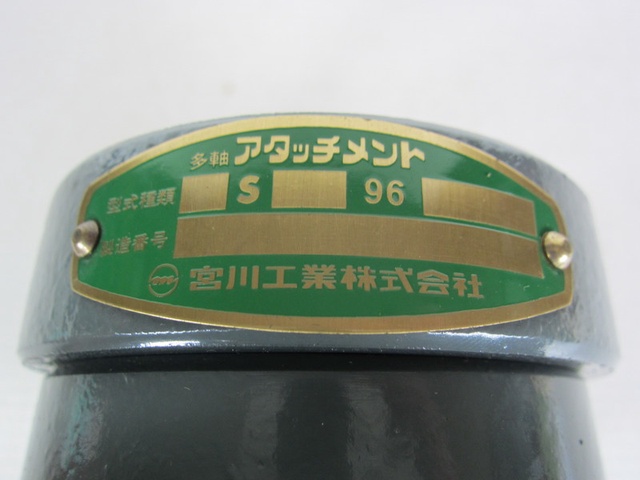 多軸 アタッチメント
型式種類 S 96
製造番号
宮川工業株式会社